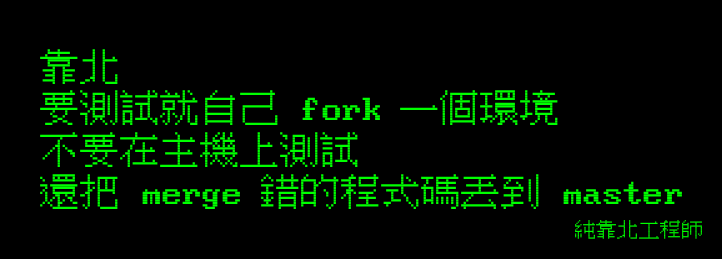 靠北
要測試就自己 fork 一個環境
不要在主機上測試
還把 merge 錯的程式碼丟到 master
純靠北工程師